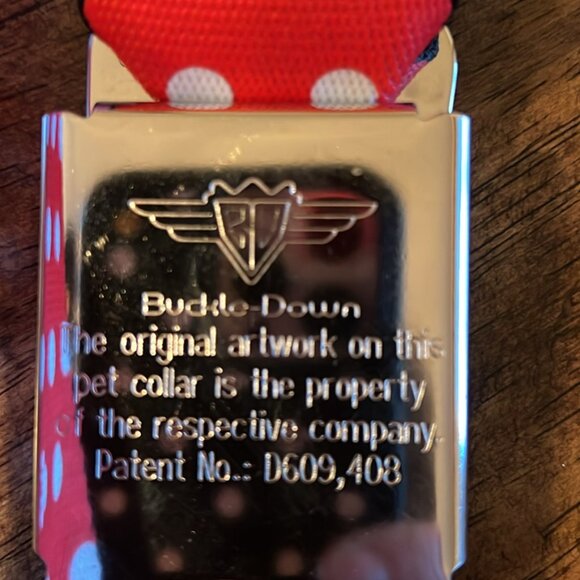 BD
Buckle-Down
The original artwork on this
pet collar is the property
of the respective company.
Patent No.: D609,408